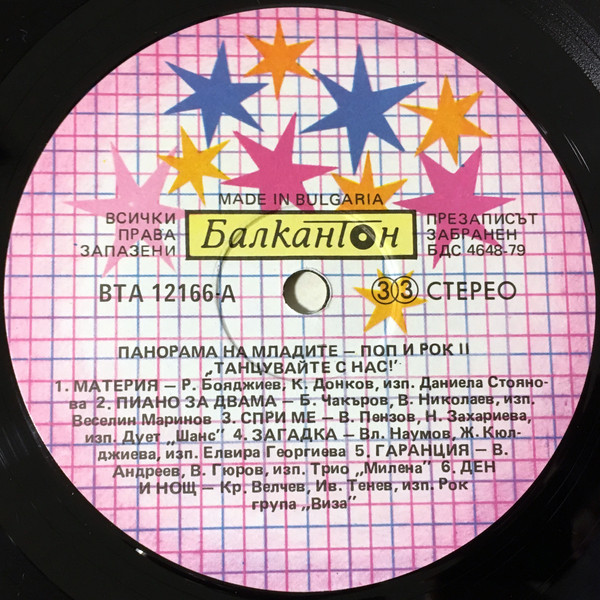 MADE IN BULGARIA
ВСИЧКИ
ПРАВА
ЗАПАЗЕНИ
Балкантон
ПРЕЗАПИСЪТ
ЗАБРАНЕН
БДС 4648-79
ВТА 12166-А
33 СТЕРЕО
ПАНОРАМА НА МЛАДИТЕ — ПОП И РОК II
„ТАНЦУВАЙТЕ С НАС!"
1. МАТЕРИЯ — Р. Бояджиев, К. Донков, изп. Даниела Стояно-
ва 2. ПИАНО ЗА ДВАМА — Б. Чакъров, В. Николаев, изп.
Веселин Маринов 3. СПРИ МЕ — В. Пензов, Н. Захариева,
изп. Дует „Шанс" 4. ЗАГАДКА — Вл. Наумов, Ж. Кюл-
джиева, изп. Елвира Георгиева 5. ГАРАНЦИЯ — В.
Андреев, В. Гюров, изп. Трио „Милена" 6. ДЕН
И НОЩ — Кр. Велчев, Ив. Тенев, изп. Рок
група „Виза"